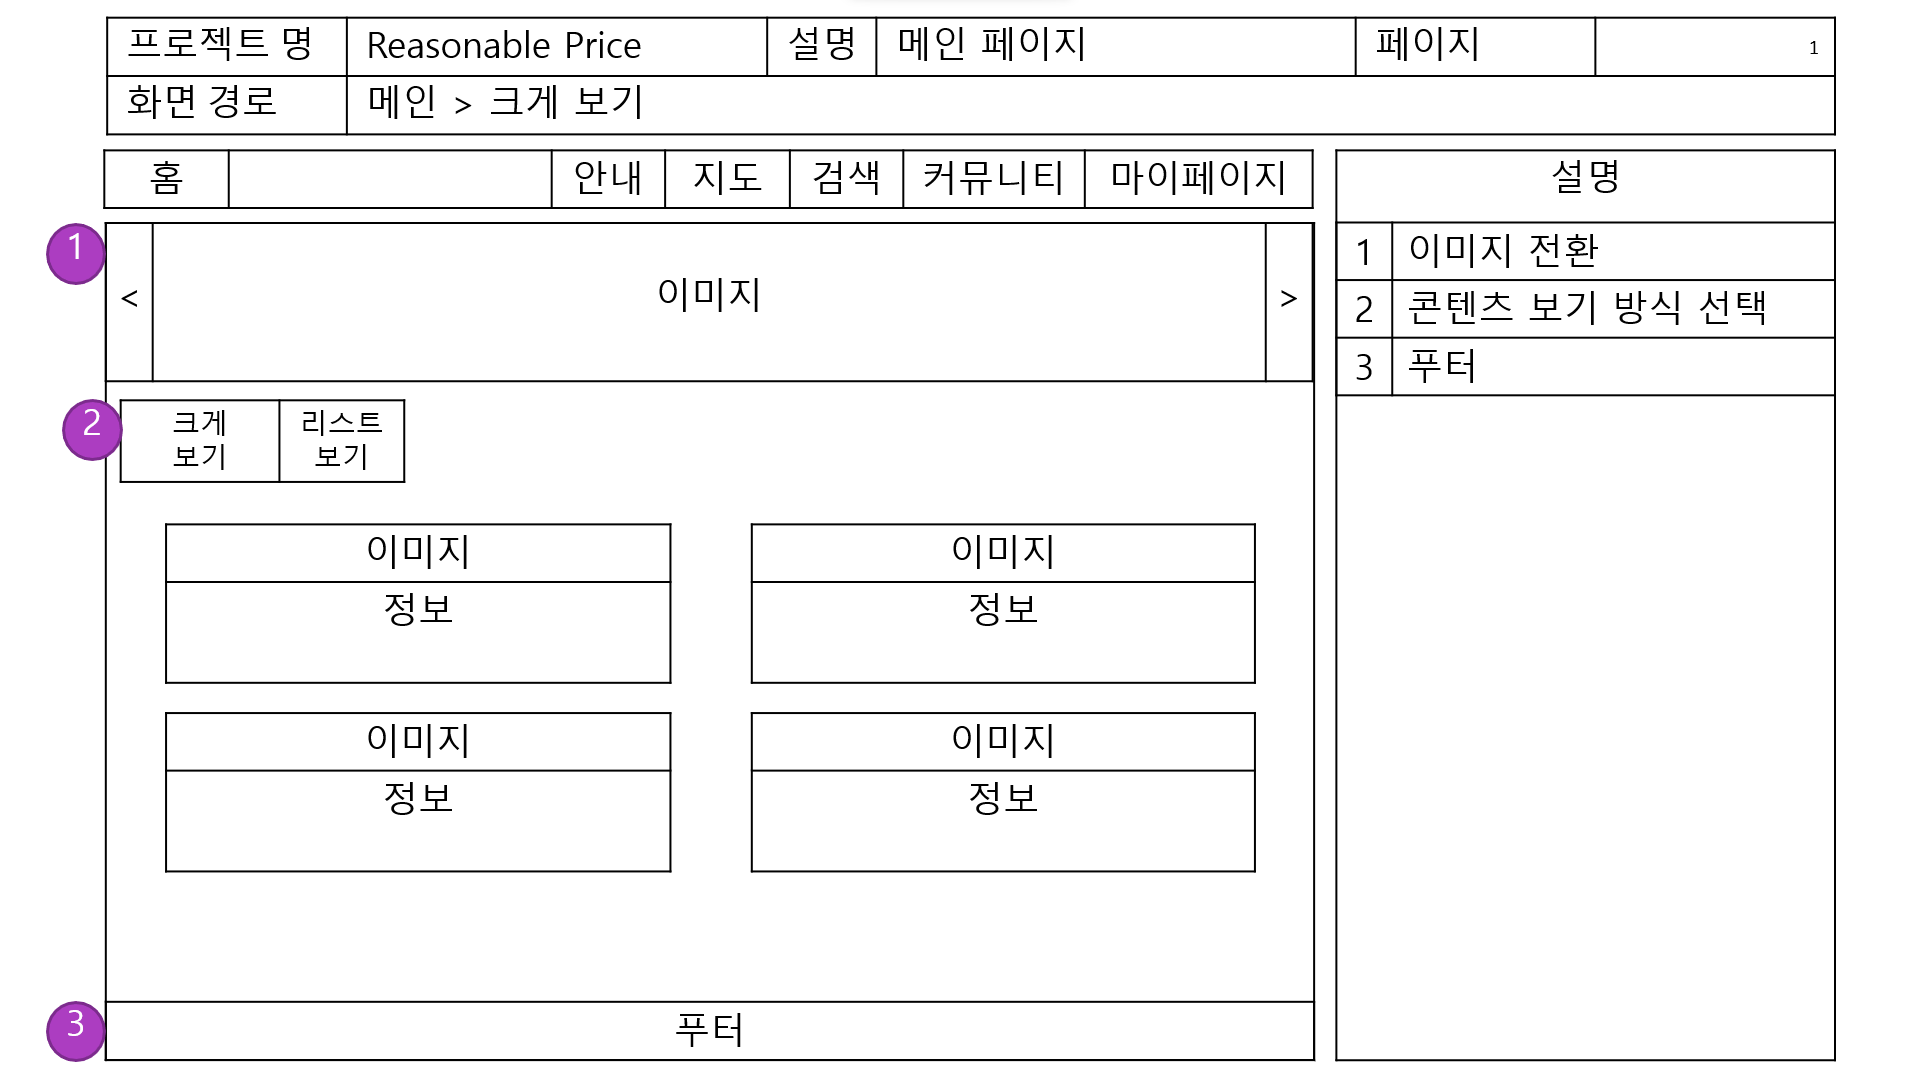 프로젝트 명 Reasonable Price 설명 메인 페이지 페이지 1
화면 경로 메인 > 크게 보기
홈 안내 지도 검색 커뮤니티 마이페이지
1
< 이미지 >
2
크게
보기
리스트
보기
이미지
정보
이미지
정보
이미지
정보
이미지
정보
3
푸터
설명
1 이미지 전환
2 콘텐츠 보기 방식 선택
3 푸터